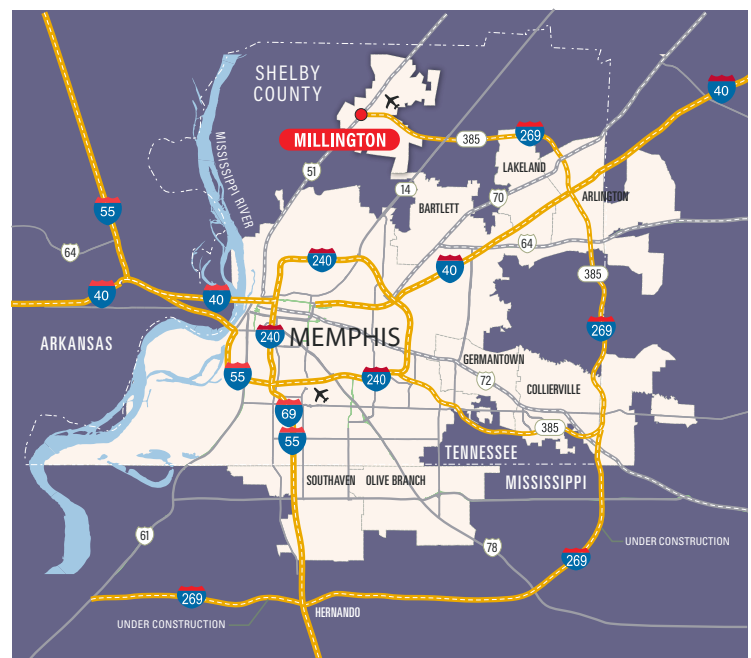 SHELBY
COUNTY
40
MILLINGTON
385
269
MISSISSIPPI RIVER
51
LAKELAND
14
70
ARLINGTON
BARTLETT
55
64
64
240
40
385
40
40
269
ARKANSAS
240
MEMPHIS
GERMANTOWN
55
240
72
COLLIERVILLE
69
385
55
TENNESSEE
SOUTHAVEN
OLIVE BRANCH
MISSISSIPPI
61
78
UNDER CONSTRUCTION
269
269
HERNANDO
UNDER CONSTRUCTION